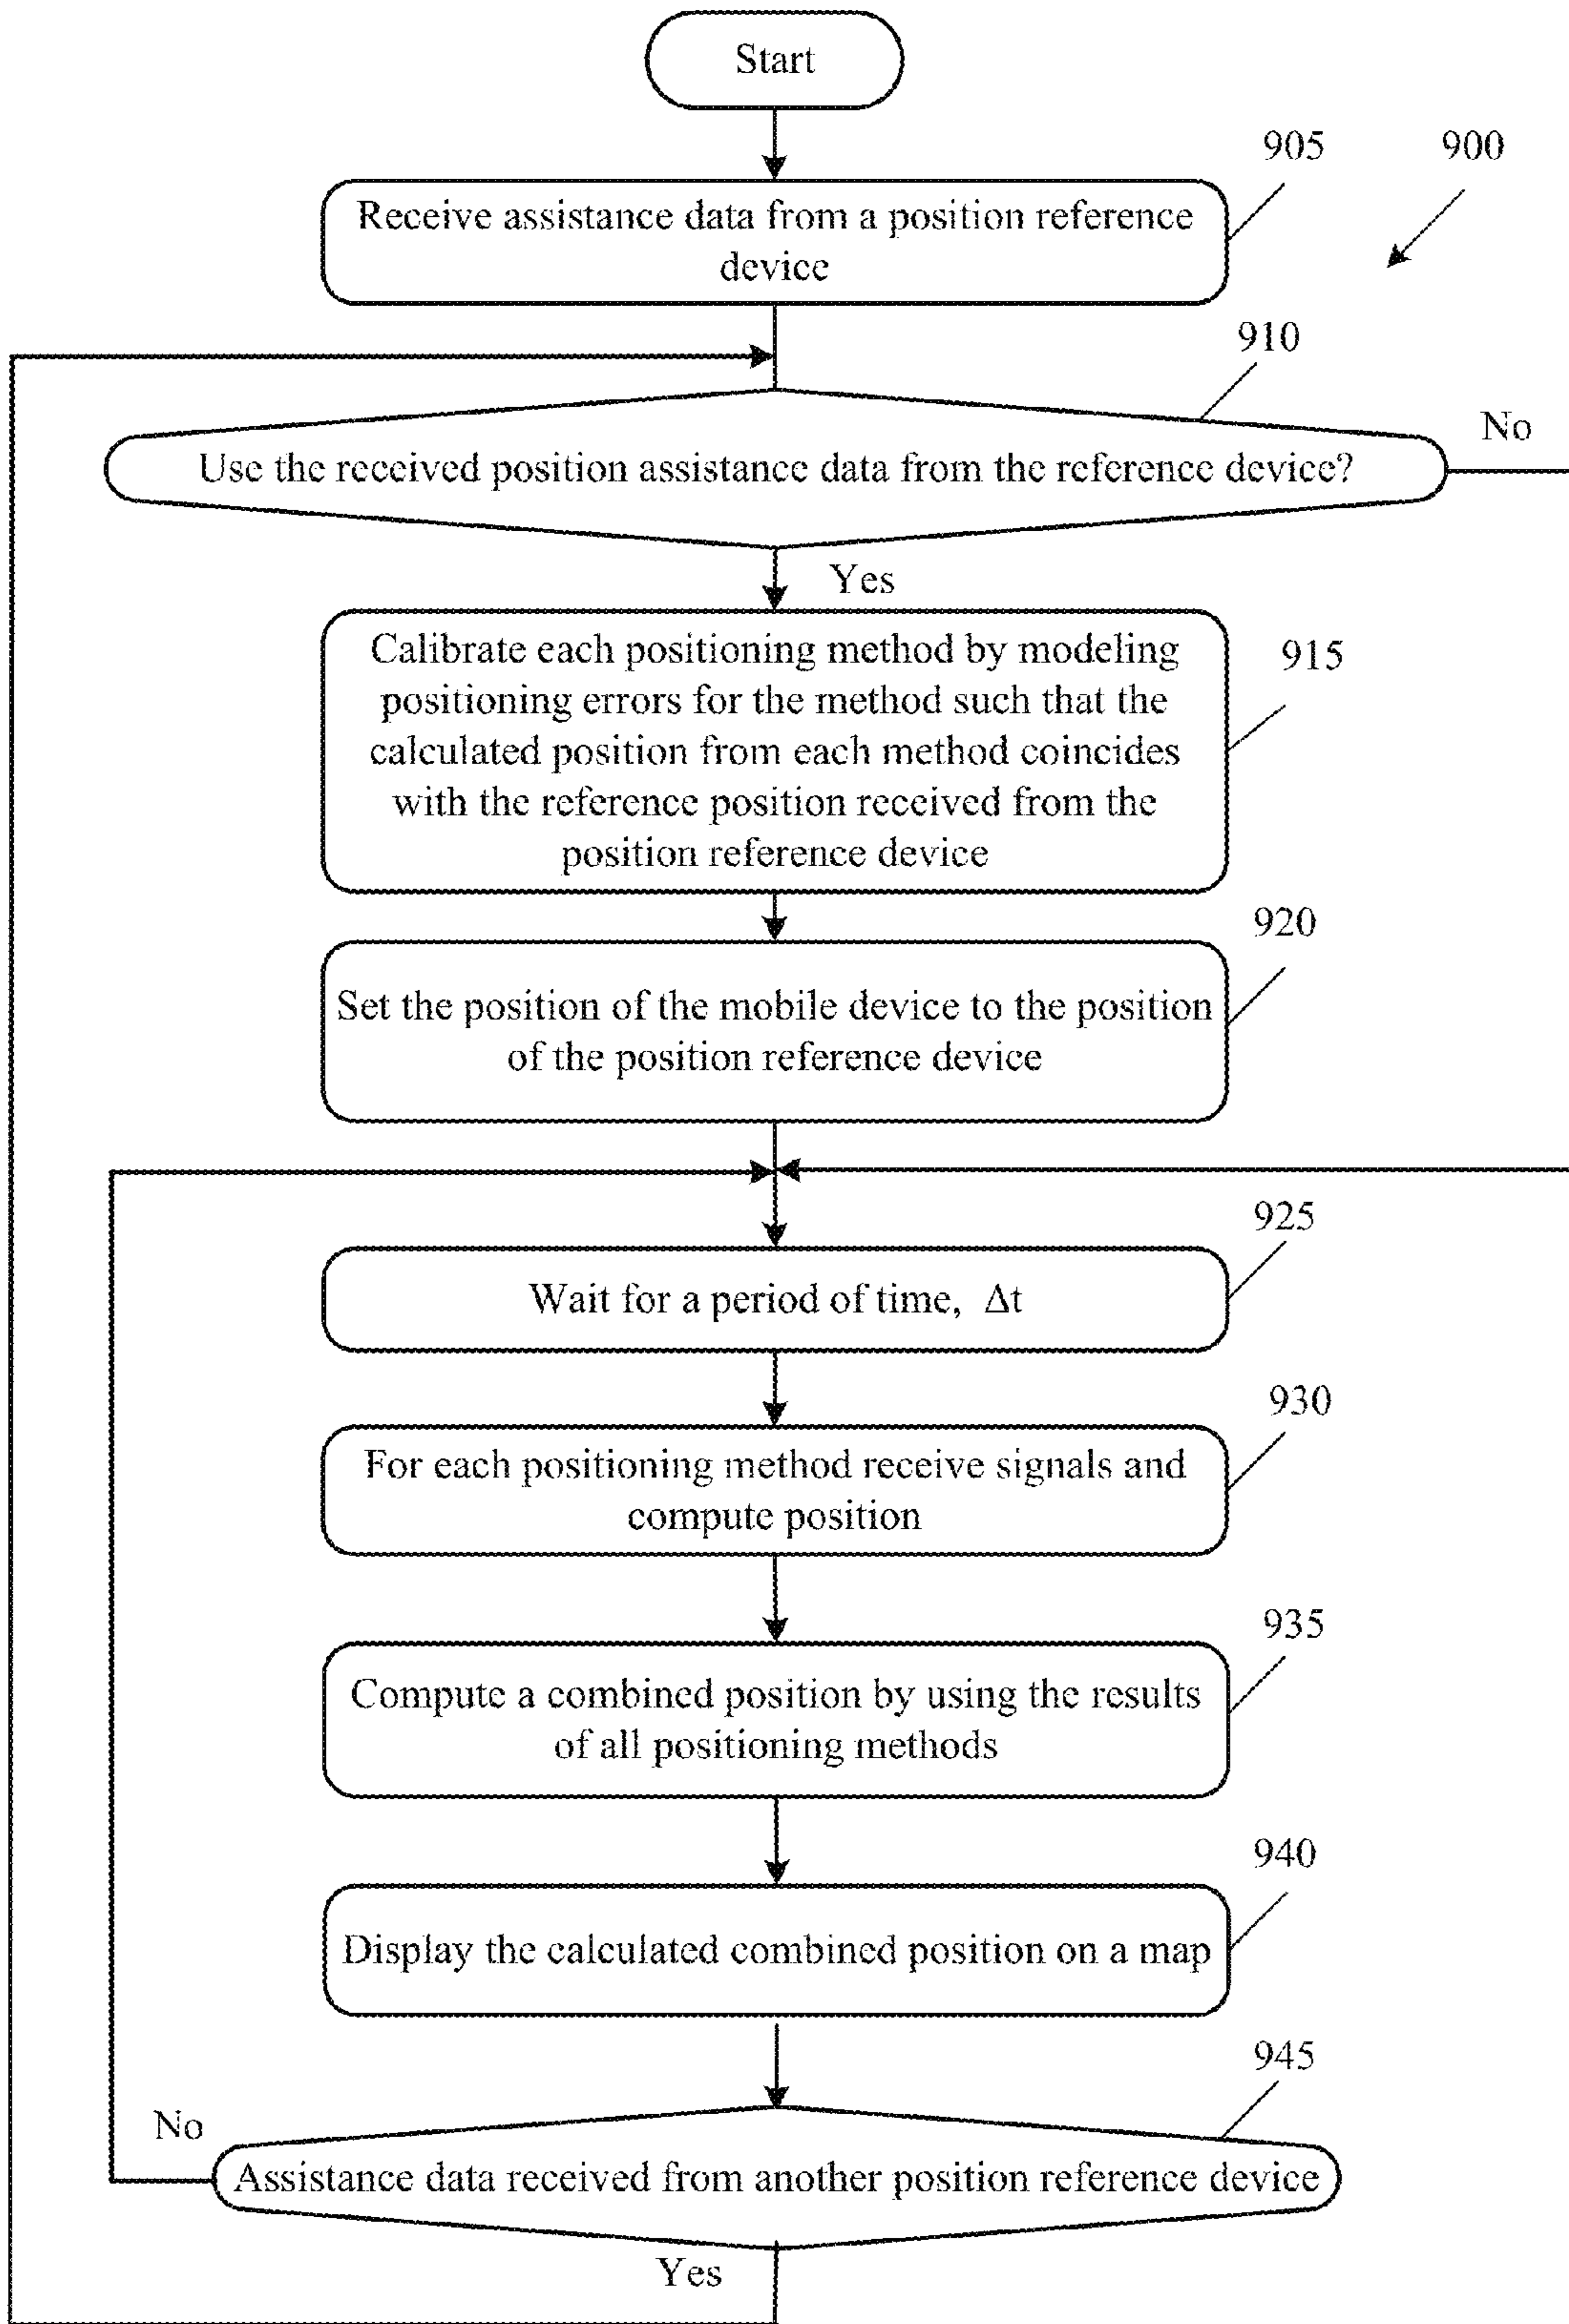 Start
905
900
Receive assistance data from a position reference
device
910
No
Use the received position assistance data from the reference device?
Yes
Calibrate each positioning method by modeling
positioning errors for the method such that the
calculated position from each method coincides
with the reference position received from the
position reference device
915
920
Set the position of the mobile device to the position
of the position reference device
925
Wait for a period of time, Δt
930
For each positioning method receive signals and
compute position
935
Compute a combined position by using the results
of all positioning methods
940
Display the calculated combined position on a map
945
No
Assistance data received from another position reference device
Yes